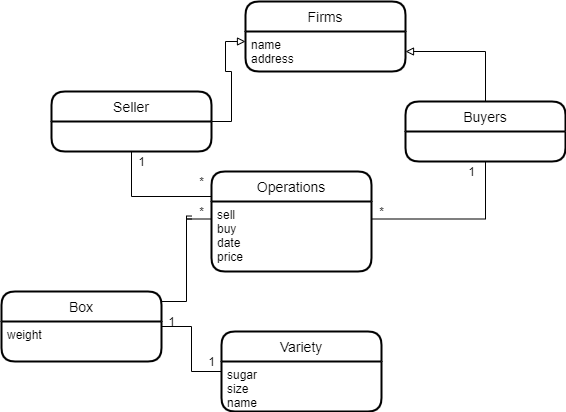 Firms
name
address
Seller
Buyers
1
1
*
Operations
*
*
sell
buy
date
price
Box
weight
1
Variety
1
sugar
size
name